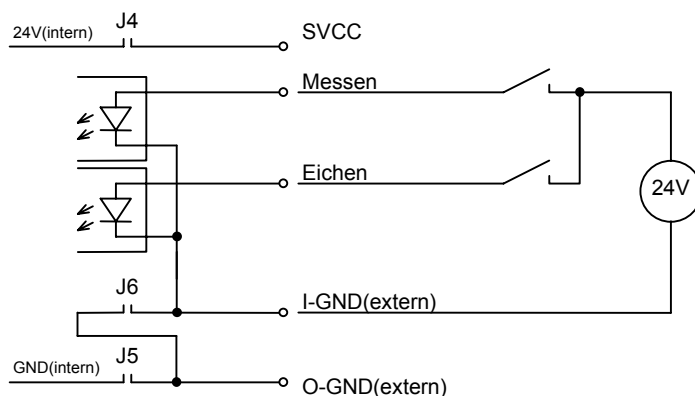 J4
24V(intern)
SVCC
Messen
Eichen
24V
J6
I-GND(extern)
J5
GND(intern)
O-GND(extern)